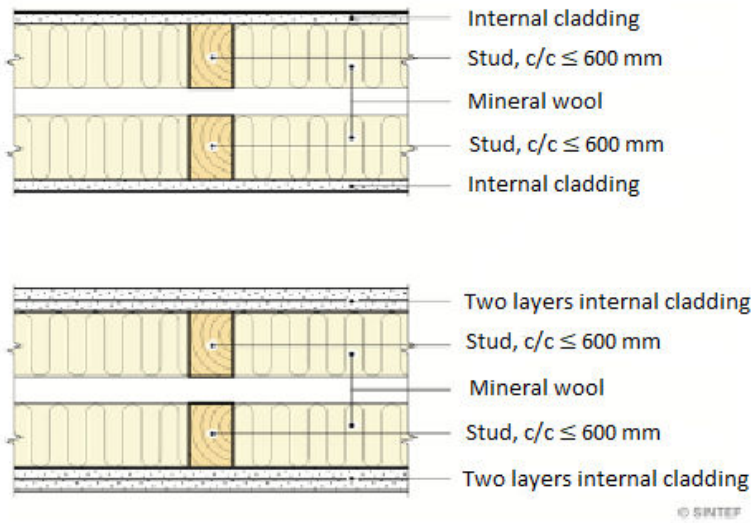 Internal cladding
Stud, c/c ≤ 600 mm
Mineral wool
Stud, c/c ≤ 600 mm
Internal cladding
Two layers internal cladding
Stud, c/c ≤ 600 mm
Mineral wool
Stud, c/c ≤ 600 mm
Two layers internal cladding
© SINTEF